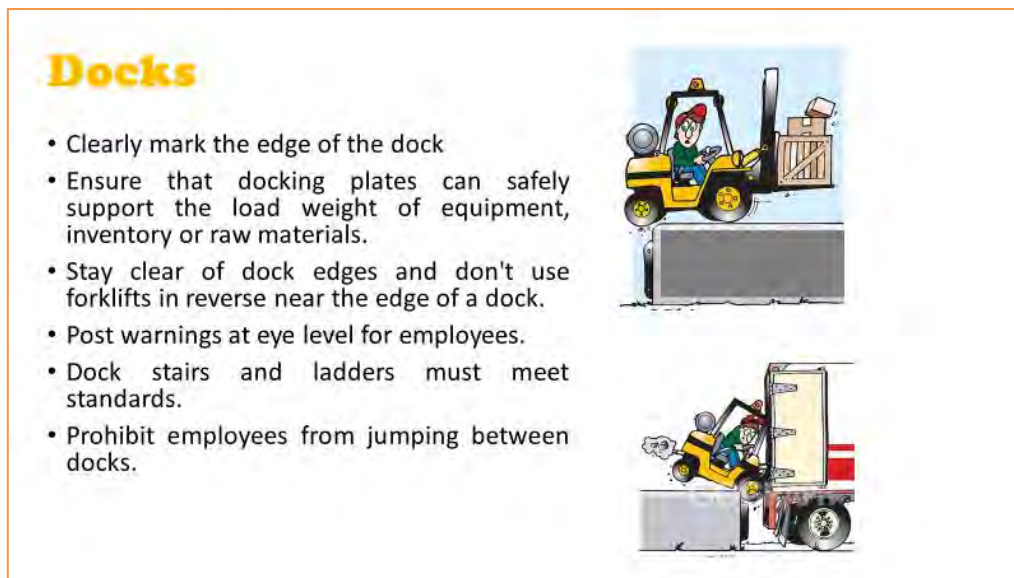 Docks
• Clearly mark the edge of the dock
• Ensure that docking plates can safely
support the load weight of equipment,
inventory or raw materials.
• Stay clear of dock edges and don't use
forklifts in reverse near the edge of a dock.
• Post warnings at eye level for employees.
• Dock stairs and ladders must meet
standards.
• Prohibit employees from jumping between
docks.